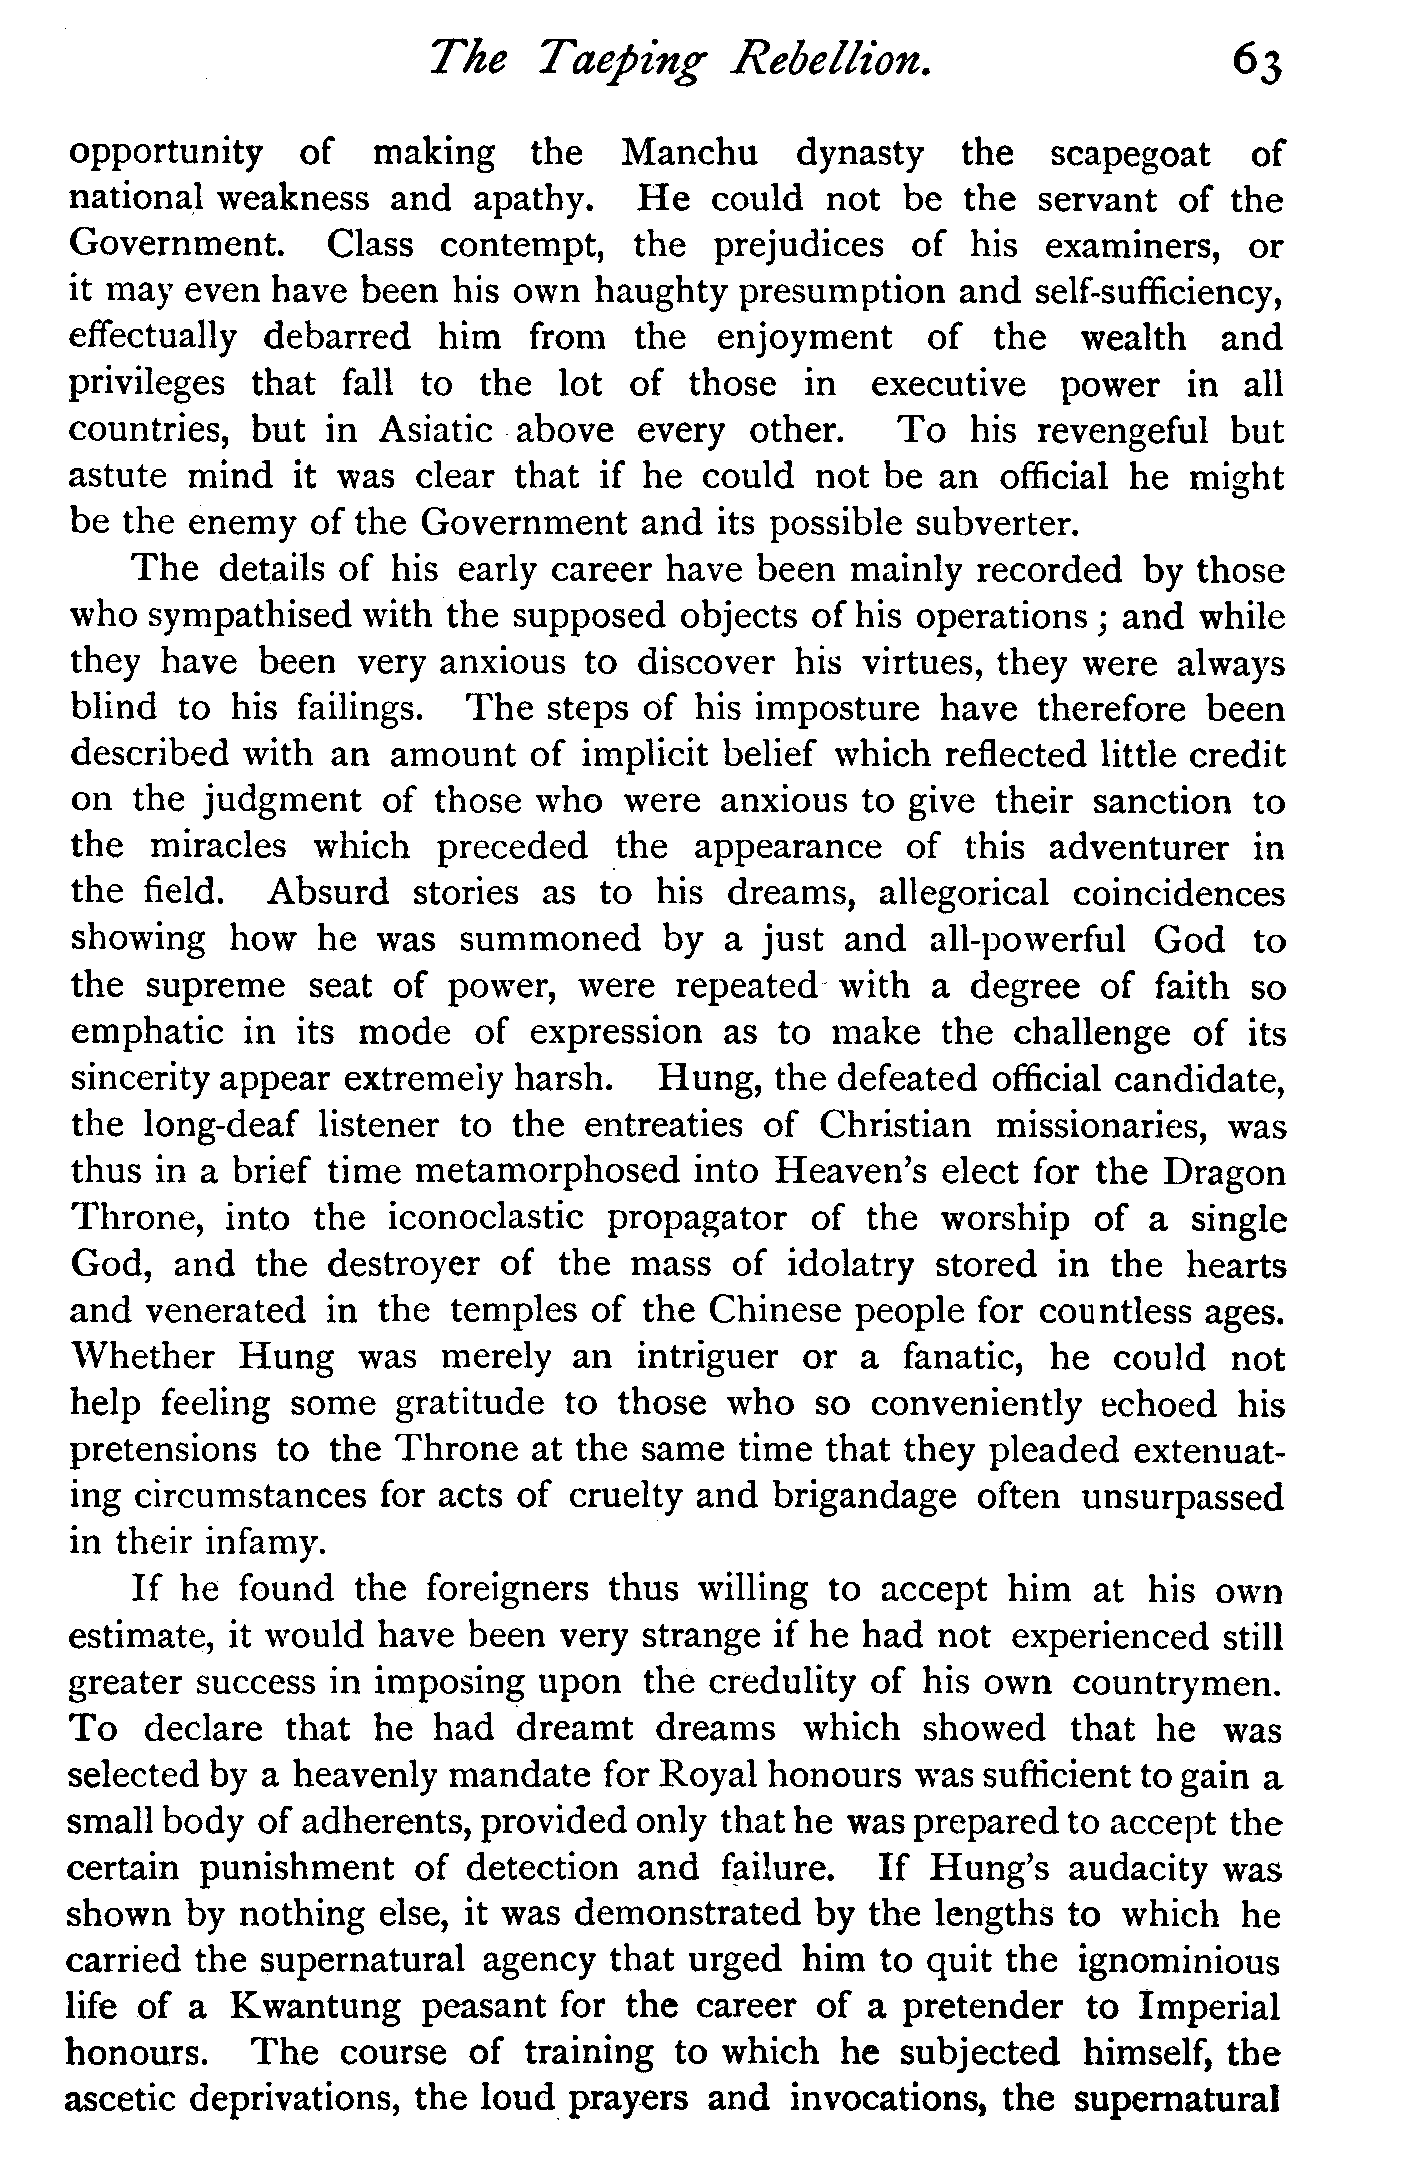 The Taeping Rebellion. 63
opportunity of making the Manchu dynasty the scapegoat of
national weakness and apathy. He could not be the servant of the
Government. Class contempt, the prejudices of his examiners, or
it may even have been his own haughty presumption and self-sufficiency,
effectually debarred him from the enjoyment of the wealth and
privileges that fall to the lot of those in executive power in all
countries, but in Asiatic above every other. To his revengeful but
astute mind it was clear that if he could not be an official he might
be the enemy of the Government and its possible subverter.
The details of his early career have been mainly recorded by those
who sympathised with the supposed objects of his operations ; and while
they have been very anxious to discover his virtues, they were always
blind to his failings. The steps of his imposture have therefore been
described with an amount of implicit belief which reflected little credit
on the judgment of those who were anxious to give their sanction to
the miracles which preceded the appearance of this adventurer in
the field. Absurd stories as to his dreams, allegorical coincidences
showing how he was summoned by a just and all-powerful God to
the supreme seat of power, were repeated with a degree of faith so
emphatic in its mode of expression as to make the challenge of its
sincerity appear extremely harsh. Hung, the defeated official candidate,
the long-deaf listener to the entreaties of Christian missionaries, was
thus in a brief time metamorphosed into Heaven's elect for the Dragon
Throne, into the iconoclastic propagator of the worship of a single
God, and the destroyer of the mass of idolatry stored in the hearts
and venerated in the temples of the Chinese people for countless ages.
Whether Hung was merely an intriguer or a fanatic, he could not
help feeling some gratitude to those who so conveniently echoed his
pretensions to the Throne at the same time that they pleaded extenuat-
ing circumstances for acts of cruelty and brigandage often unsurpassed
in their infamy.
If he found the foreigners thus willing to accept him at his own
estimate, it would have been very strange if he had not experienced still
greater success in imposing upon the credulity of his own countrymen.
To declare that he had dreamt dreams which showed that he was
selected by a heavenly mandate for Royal honours was sufficient to gain a
small body of adherents, provided only that he was prepared to accept the
certain punishment of detection and failure. If Hung's audacity was
shown by nothing else, it was demonstrated by the lengths to which he
carried the supernatural agency that urged him to quit the ignominious
life of a Kwantung peasant for the career of a pretender to Imperial
honours. The course of training to which he subjected himself, the
ascetic deprivations, the loud prayers and invocations, the supernatural